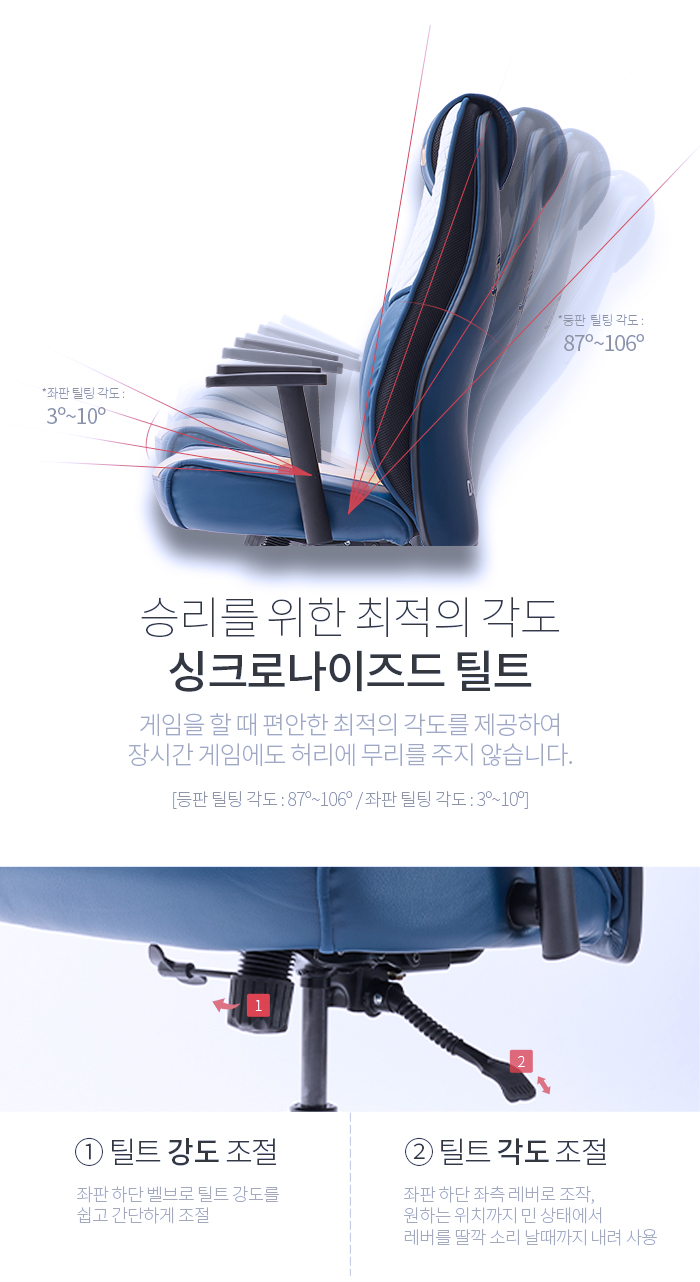 *등판 틸팅 각도 :
87º~106º
*좌판 틸팅 각도 :
3º~10º
승리를 위한 최적의 각도
싱크로나이즈드 틸트
게임을 할 때 편안한 최적의 각도를 제공하여
장시간 게임에도 허리에 무리를 주지 않습니다.
[등판 틸팅 각도 : 87º~106º / 좌판 틸팅 각도 : 3º~10º]
1
2
① 틸트 강도 조절
좌판 하단 벨브로 틸트 강도를
쉽고 간단하게 조절
② 틸트 각도 조절
좌판 하단 좌측 레버로 조작,
원하는 위치까지 민 상태에서
레버를 딸깍 소리 날때까지 내려 사용